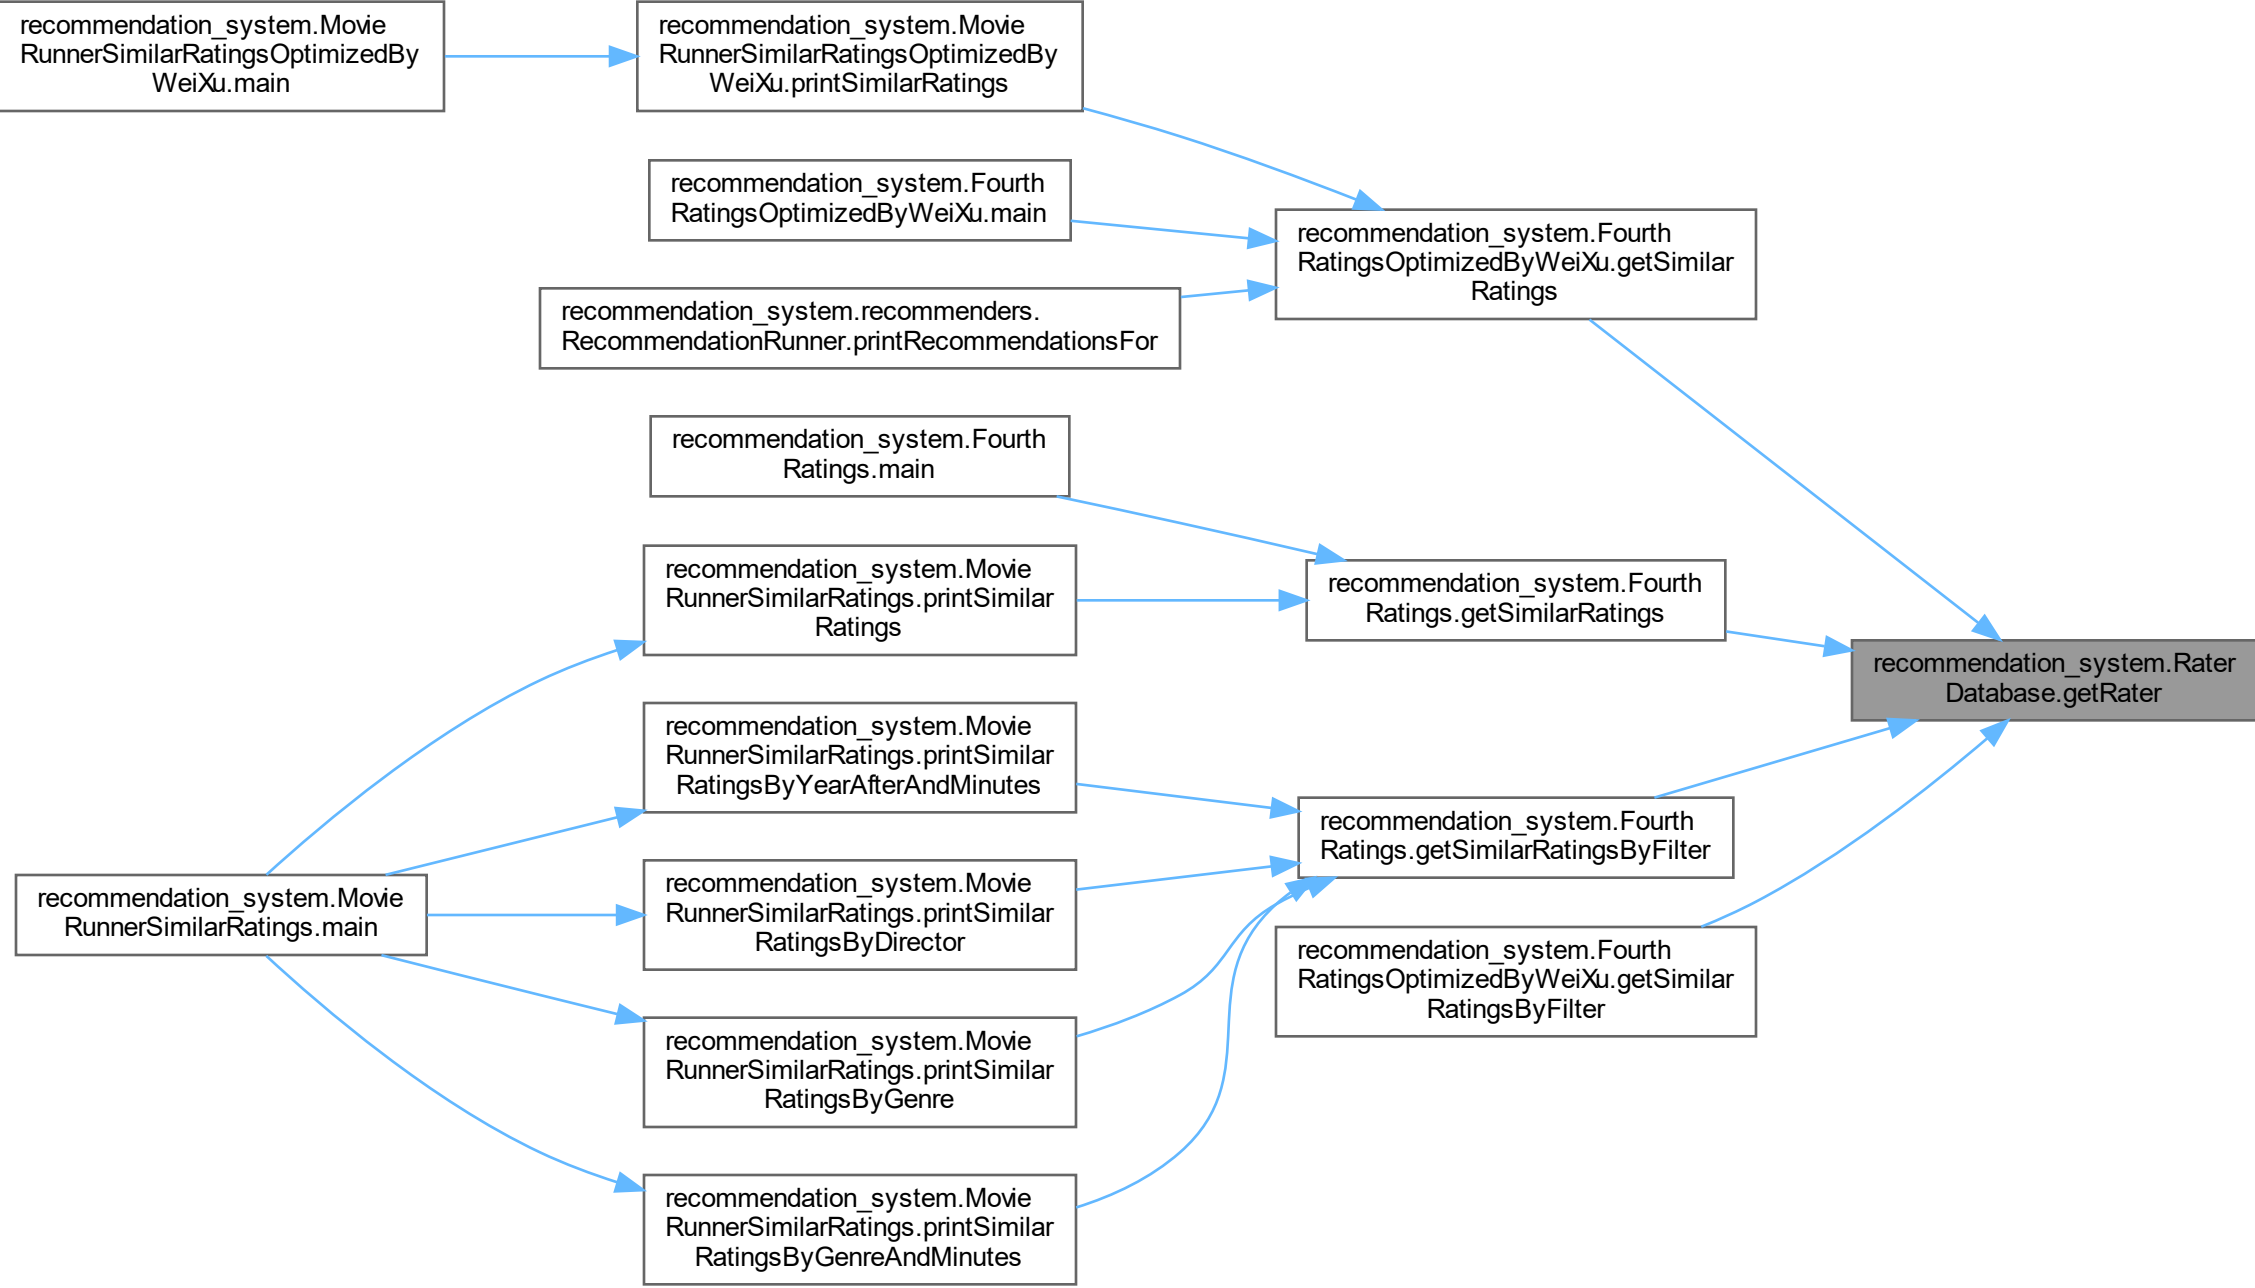 recommendation_system.Movie
RunnerSimilarRatingsOptimizedBy
WeiXu.main
recommendation_system.Movie
RunnerSimilarRatingsOptimizedBy
WeiXu.printSimilarRatings
recommendation_system.Fourth
RatingsOptimizedByWeiXu.main
recommendation_system.Fourth
RatingsOptimizedByWeiXu.getSimilar
Ratings
recommendation_system.recommenders.
RecommendationRunner.printRecommendationsFor
recommendation_system.Fourth
Ratings.main
recommendation_system.Movie
RunnerSimilarRatings.printSimilar
Ratings
recommendation_system.Fourth
Ratings.getSimilarRatings
recommendation_system.Rater
Database.getRater
recommendation_system.Movie
RunnerSimilarRatings.printSimilar
RatingsByYearAfterAndMinutes
recommendation_system.Fourth
Ratings.getSimilarRatingsByFilter
recommendation_system.Movie
RunnerSimilarRatings.main
recommendation_system.Movie
RunnerSimilarRatings.printSimilar
RatingsByDirector
recommendation_system.Fourth
RatingsOptimizedByWeiXu.getSimilar
RatingsByFilter
recommendation_system.Movie
RunnerSimilarRatings.printSimilar
RatingsByGenre
recommendation_system.Movie
RunnerSimilarRatings.printSimilar
RatingsByGenreAndMinutes